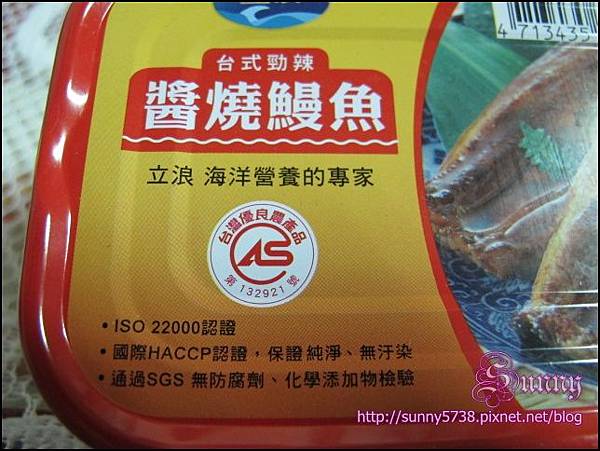 4 713435
台式勁辣
醬燒鰻魚
立浪 海洋營養的專家
台灣優良農產品
CAS
第 132921 號
• ISO 22000認證
• 國際HACCP認證，保證 純淨、無汙染
• 通過SGS 無防腐劑、化學添加物檢驗
Sunny
http://sunny5738.pixnet.net/blog